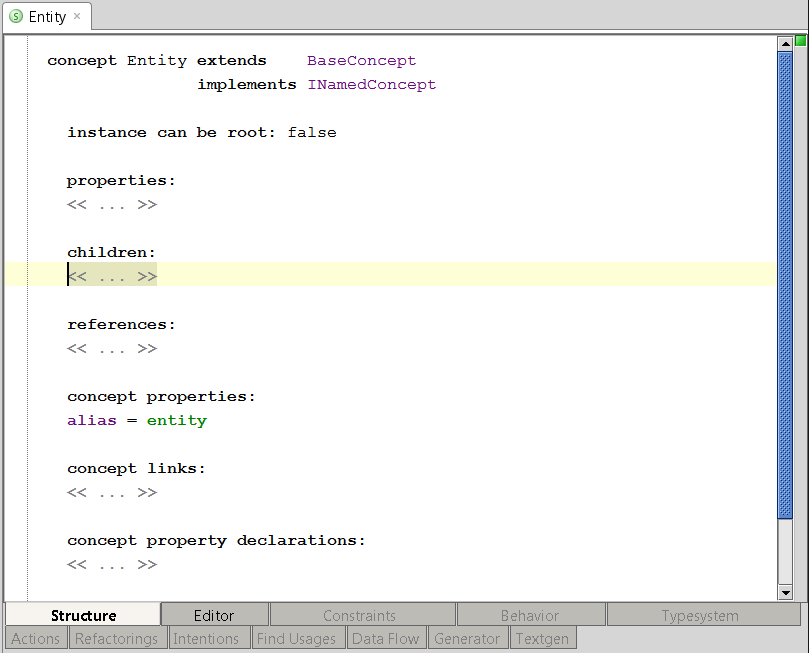 S Entity ×
concept Entity extends BaseConcept
implements INamedConcept
instance can be root: false
properties:
<< ... >>
children:
<< ... >>
references:
<< ... >>
concept properties:
alias = entity
concept links:
<< ... >>
concept property declarations:
<< ... >>
Structure Editor Constraints Behavior Typesystem
Actions Refactorings Intentions Find Usages Data Flow Generator Textgen